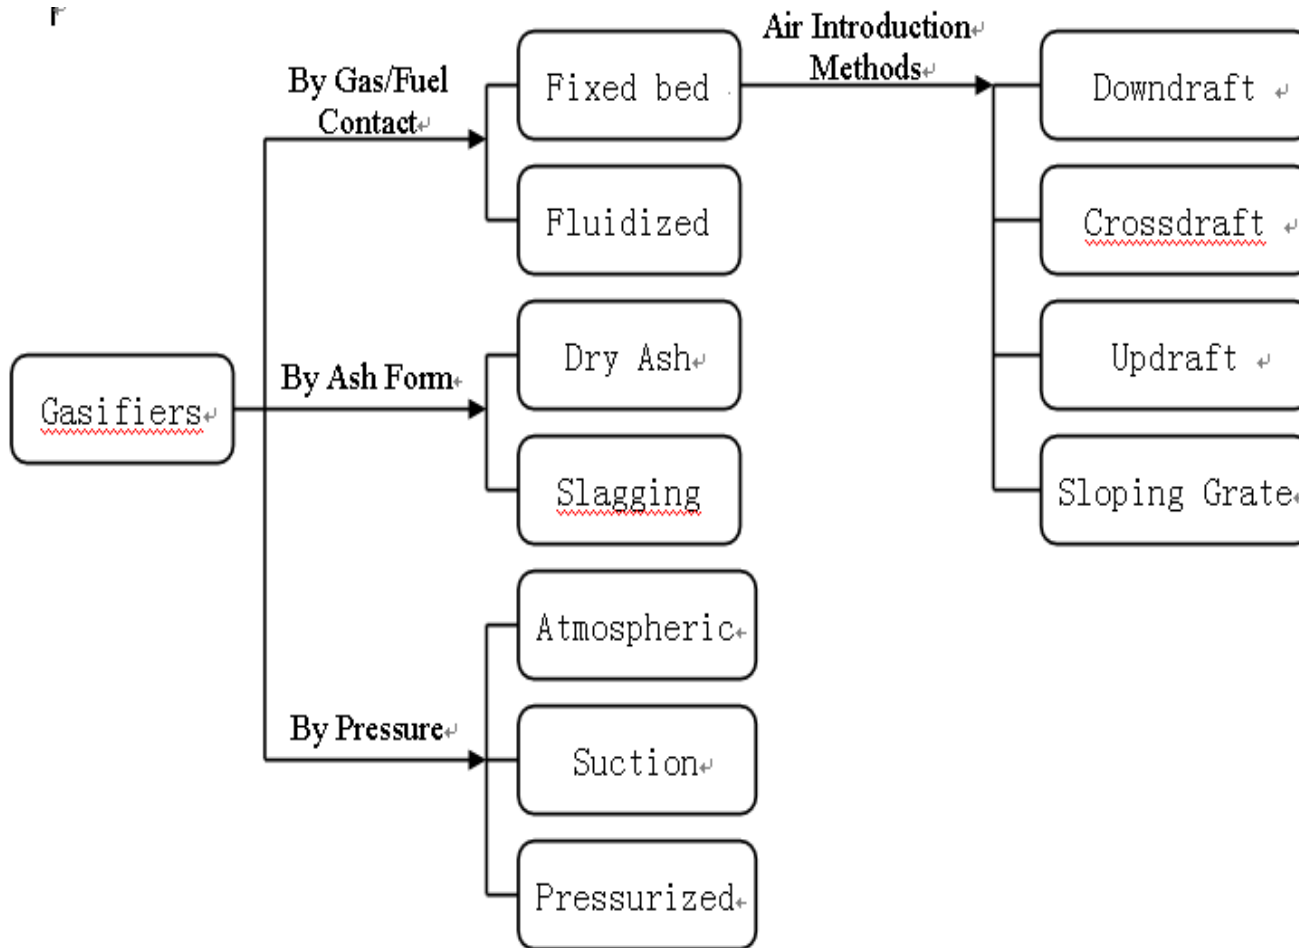 Gasifiers
By Gas/Fuel
Contact
Fixed bed
Fluidized
Air Introduction
Methods
Downdraft
Crossdraft
Updraft
Sloping Grate
By Ash Form
Dry Ash
Slagging
By Pressure
Atmospheric
Suction
Pressurized